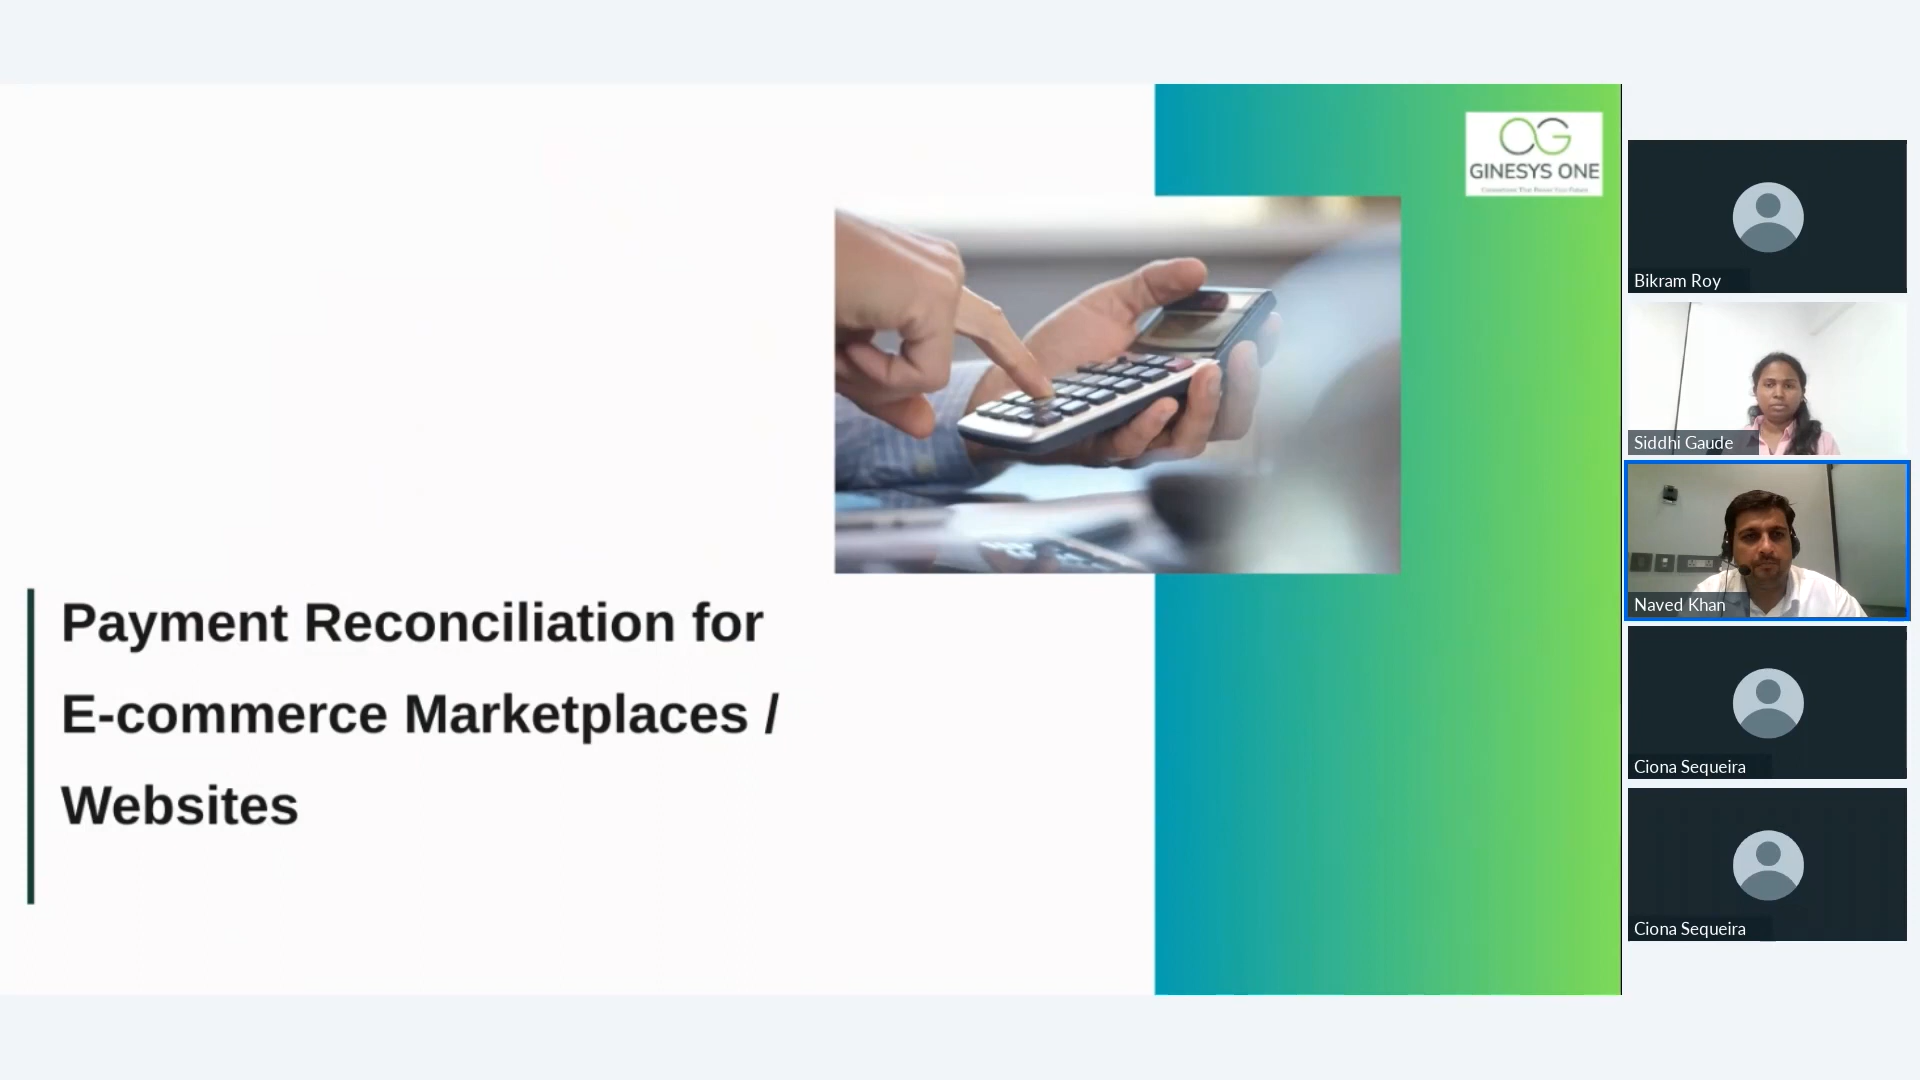 GINESYS ONE
Payment Reconciliation for
E-commerce Marketplaces /
Websites
Bikram Roy
Siddhi Gaude
Naved Khan
Ciona Sequeira
Ciona Sequeira